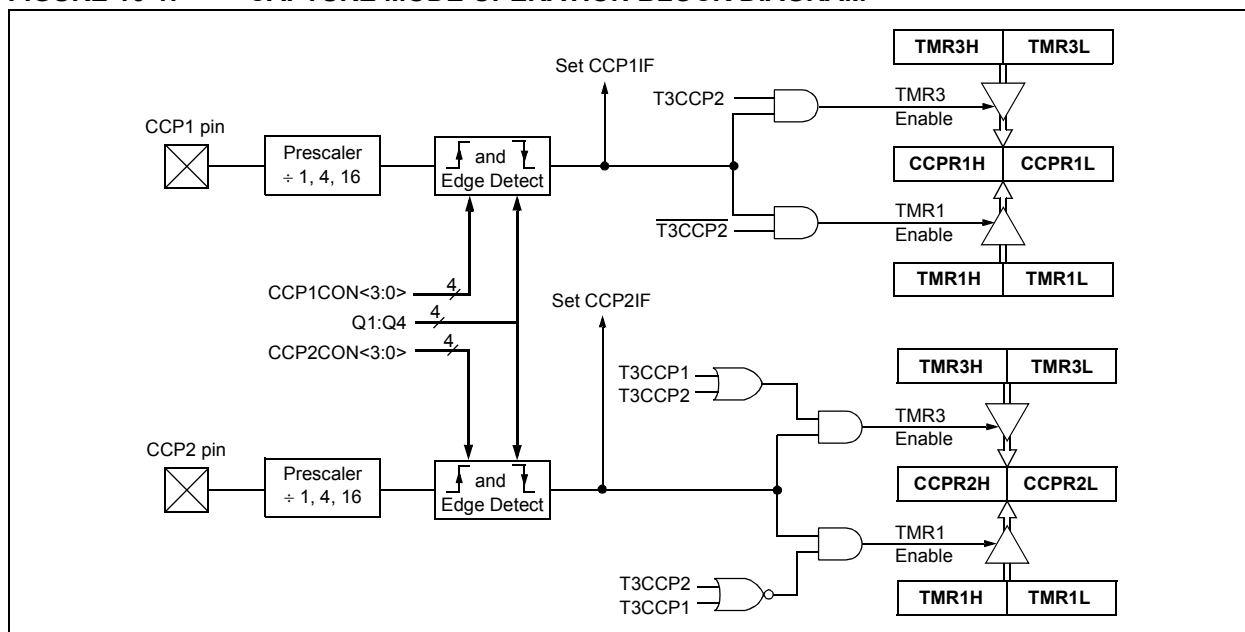 FIGURE CAPTURE MODE OPERATION BLOCK DIAGRAM
TMR3H TMR3L
Set CCP1IF
T3CCP2
TMR3
Enable
CCP1 pin
Prescaler
÷ 1, 4, 16
and
Edge Detect
CCPR1H CCPR1L
T3CCP2
TMR1
Enable
TMR1H TMR1L
CCP1CON<3:0> 4
Q1:Q4 4
CCP2CON<3:0> 4
Set CCP2IF
TMR3H TMR3L
T3CCP1
T3CCP2
TMR3
Enable
CCP2 pin
Prescaler
÷ 1, 4, 16
and
Edge Detect
CCPR2H CCPR2L
TMR1
Enable
T3CCP2
T3CCP1
TMR1H TMR1L